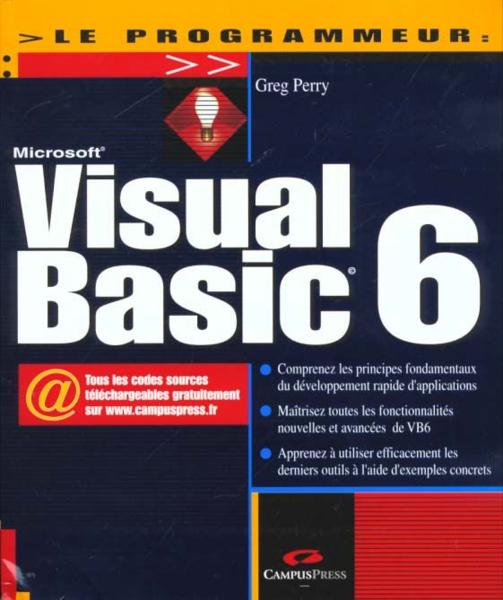 > LE PROGRAMMEUR:
>>
Greg Perry
Microsoft®
Visual
Basic© 6
@
Tous les codes sources
téléchargeables gratuitement
sur www.campuspress.fr
• Comprenez les principes fondamentaux
du développement rapide d'applications
• Maîtrisez toutes les fonctionnalités
nouvelles et avancées de VB6
• Apprenez à utiliser efficacement les
derniers outils à l'aide d'exemples concrets
CAMPUSPRESS